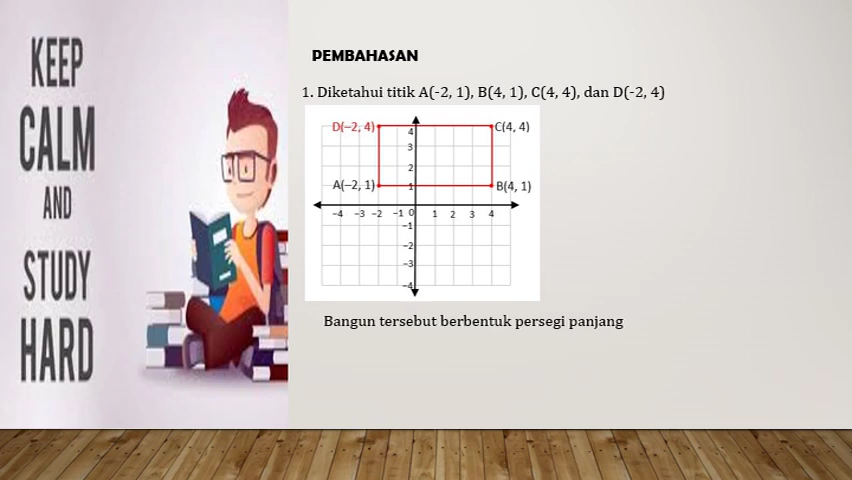 KEEP
CALM
AND
STUDY
HARD
PEMBAHASAN
1. Diketahui titik A(-2, 1), B(4, 1), C(4, 4), dan D(-2, 4)
D(–2, 4) 4 C(4, 4)
3
2
A(–2, 1) 1 B(4, 1)
–4 –3 –2 –1 0 1 2 3 4
–1
–2
–3
–4
Bangun tersebut berbentuk persegi panjang